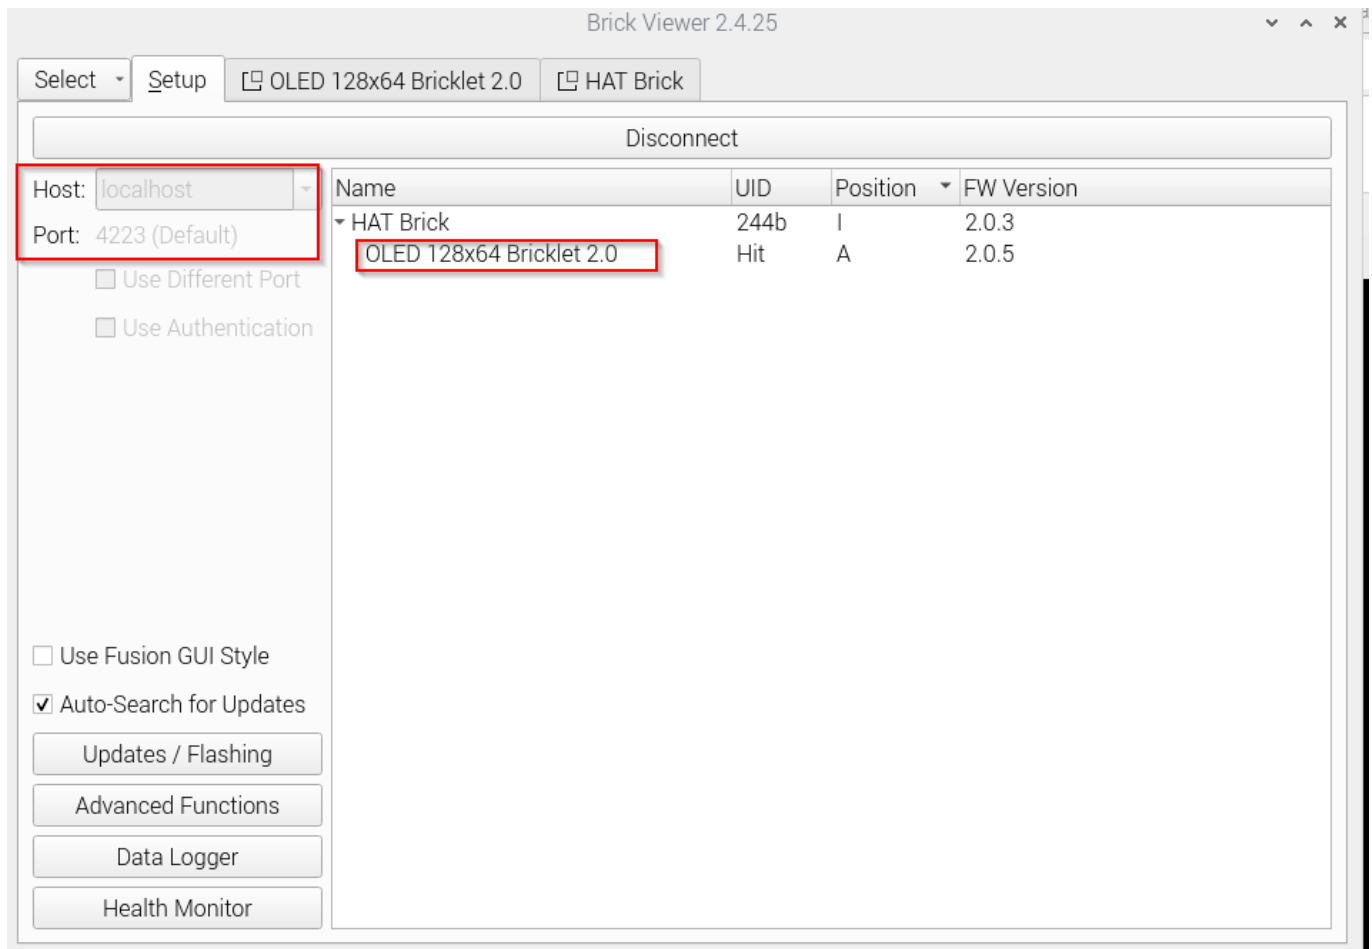 Brick Viewer 2.4.25
Select Setup OLED 128x64 Bricklet 2.0 HAT Brick
Disconnect
Host: localhost
Port: 4223 (Default)
Use Different Port
Use Authentication
Name UID Position FW Version
HAT Brick 244b I 2.0.3
OLED 128x64 Bricklet 2.0 Hit A 2.0.5
Use Fusion GUI Style
Auto-Search for Updates
Updates / Flashing
Advanced Functions
Data Logger
Health Monitor